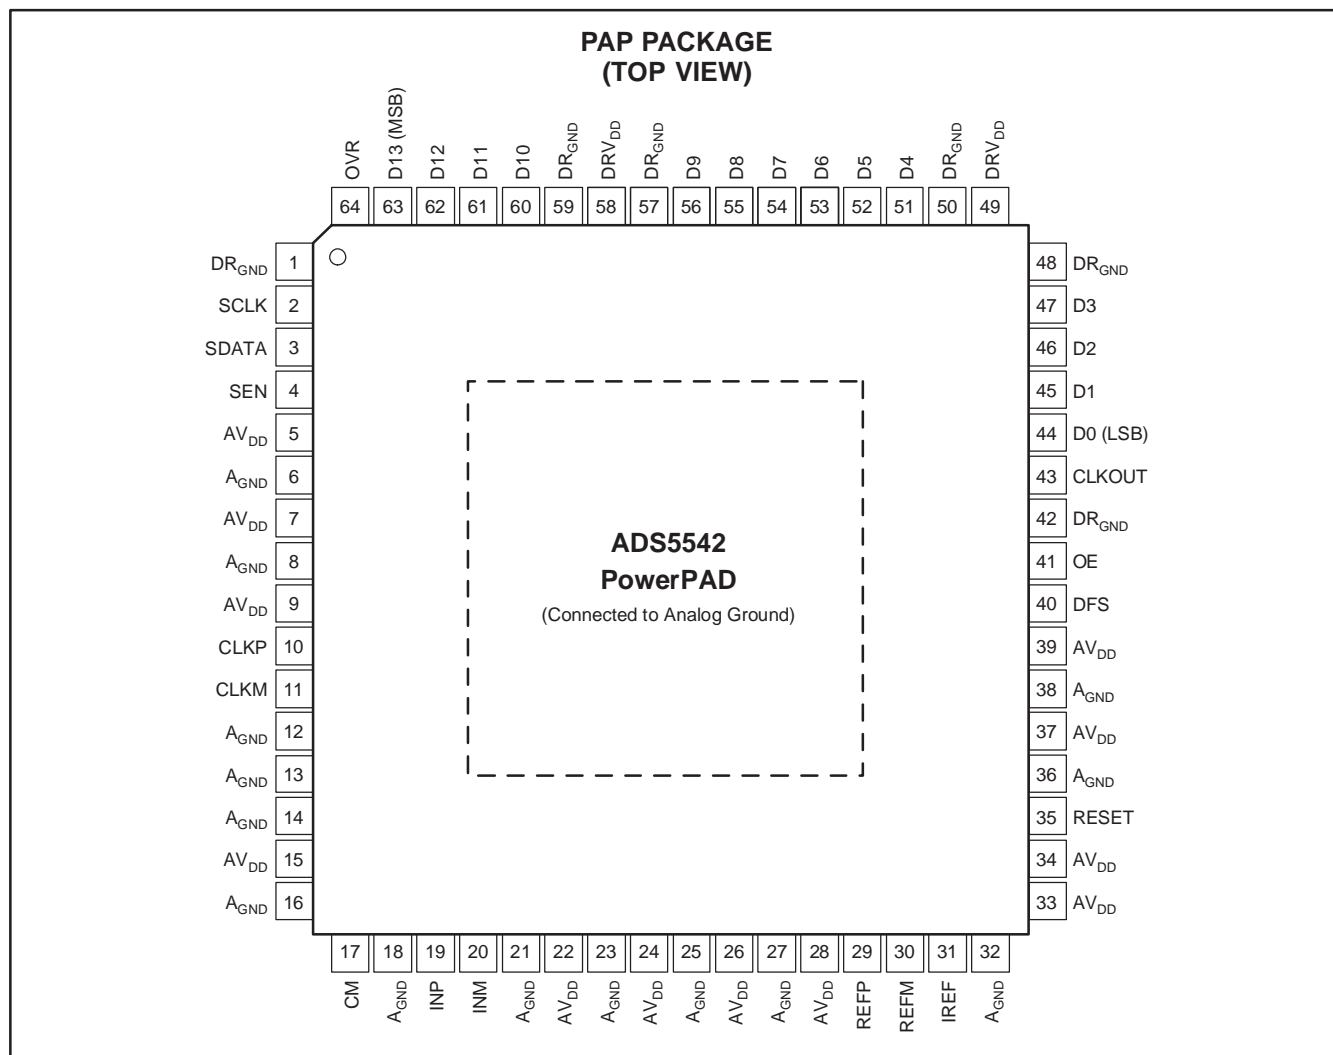 PAP PACKAGE
(TOP VIEW)
OVR
D13 (MSB)
D12
D11
D10
DRGND
DRVDD
DRGND
D9
D8
D7
D6
D5
D4
DRGND
DRVDD
64 63 62 61 60 59 58 57 56 55 54 53 52 51 50 49
DRGND 1
SCLK 2
SDATA 3
SEN 4
AVDD 5
AGND 6
AVDD 7
AGND 8
AVDD 9
CLKP 10
CLKM 11
AGND 12
AGND 13
AGND 14
AVDD 15
AGND 16
ADS5542
PowerPAD
(Connected to Analog Ground)
48 DRGND
47 D3
46 D2
45 D1
44 D0 (LSB)
43 CLKOUT
42 DRGND
41 OE
40 DFS
39 AVDD
38 AGND
37 AVDD
36 AGND
35 RESET
34 AVDD
33 AVDD
17 18 19 20 21 22 23 24 25 26 27 28 29 30 31 32
CM
AGND
INP
INM
AGND
AVDD
AGND
AVDD
AGND
AVDD
AGND
AVDD
REFP
REFM
IREF
AGND